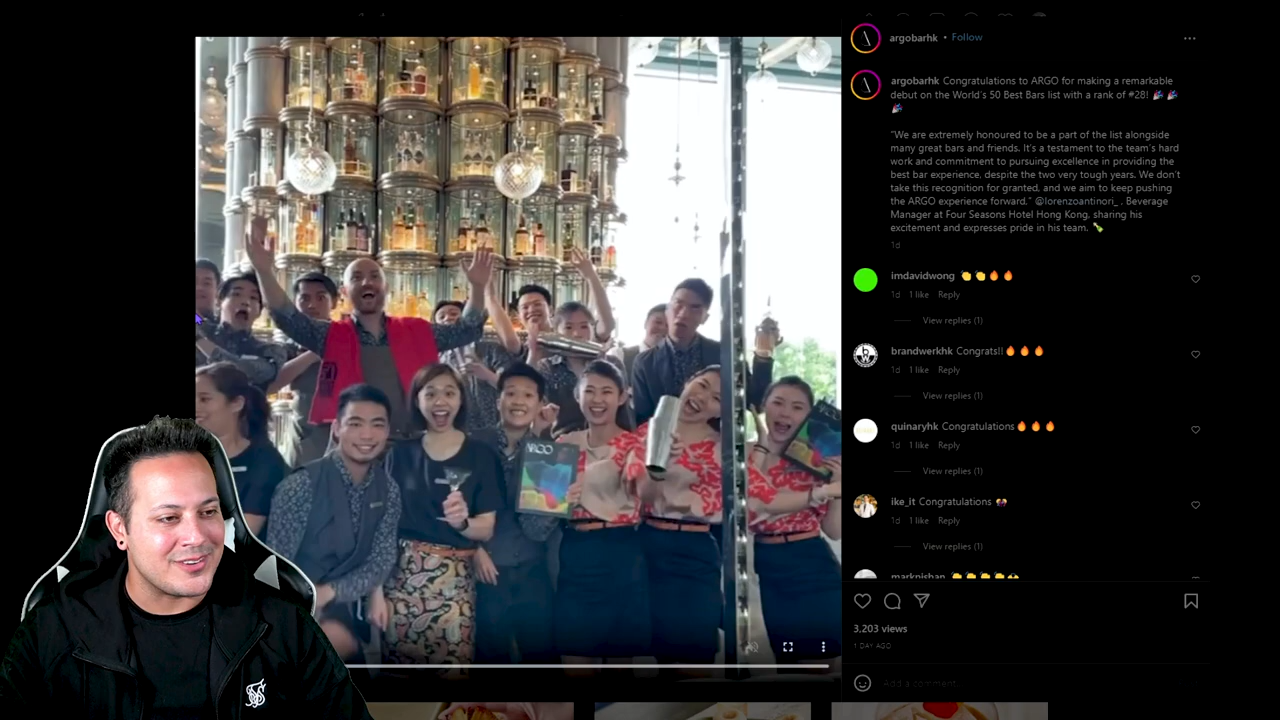 argobarhk • Follow
argobarhk Congratulations to ARGO for making a remarkable
debut on the World's 50 Best Bars list with a rank of #28! 🎉 🎉
🎉
"We are extremely honoured to be a part of the list alongside
many great bars and friends. It's a testament to the team's hard
work and commitment to pursuing excellence in providing the
best bar experience, despite the two very tough years. We don't
take this recognition for granted, and we aim to keep pushing
the ARGO experience forward," @lorenzoantinori_ , Beverage
Manager at Four Seasons Hotel Hong Kong, sharing his
excitement and expresses pride in his team. 🍾
1d
imdavidwong 👏👏🔥🔥
1d 1 like Reply
View replies (1)
brandwerkhk Congrats!!🔥🔥🔥
1d 1 like Reply
View replies (1)
quinaryhk Congratulations🔥🔥🔥
1d 1 like Reply
View replies (1)
ike_it Congratulations
1d 1 like Reply
View replies (1)
ARGO
3,203 views
1 DAY AGO
Add a comment...